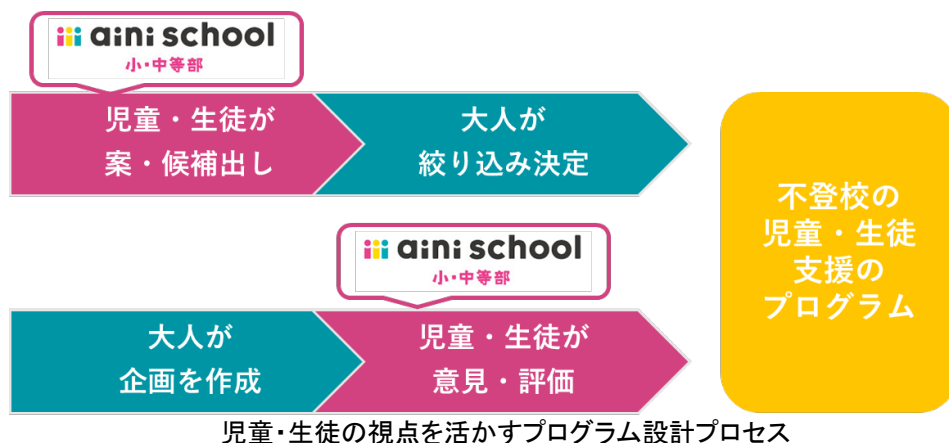 aini school
小・中等部
児童・生徒が
案・候補出し
大人が
絞り込み決定
aini school
小・中等部
大人が
企画を作成
児童・生徒が
意見・評価
不登校の
児童・生徒
支援の
プログラム
児童・生徒の視点を活かすプログラム設計プロセス